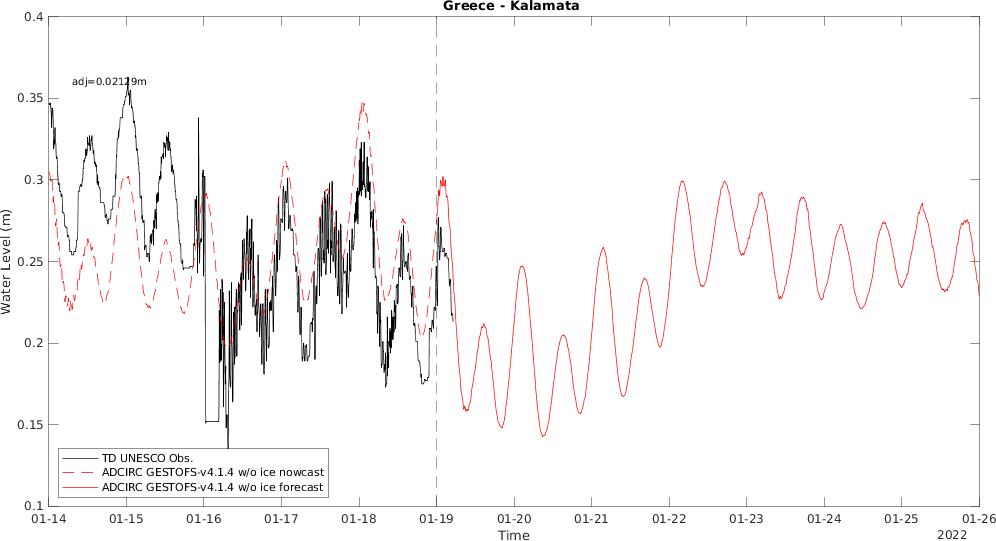 Greece - Kalamata
0.4
0.35
0.3
0.25
0.2
0.15
0.1
Water Level (m)
adj=0.02129m
TD UNESCO Obs.
ADCIRC GESTOFS-v4.1.4 w/o ice nowcast
ADCIRC GESTOFS-v4.1.4 w/o ice forecast
01-14 01-15 01-16 01-17 01-18 01-19 01-20 01-21 01-22 01-23 01-24 01-25 01-26
Time
2022